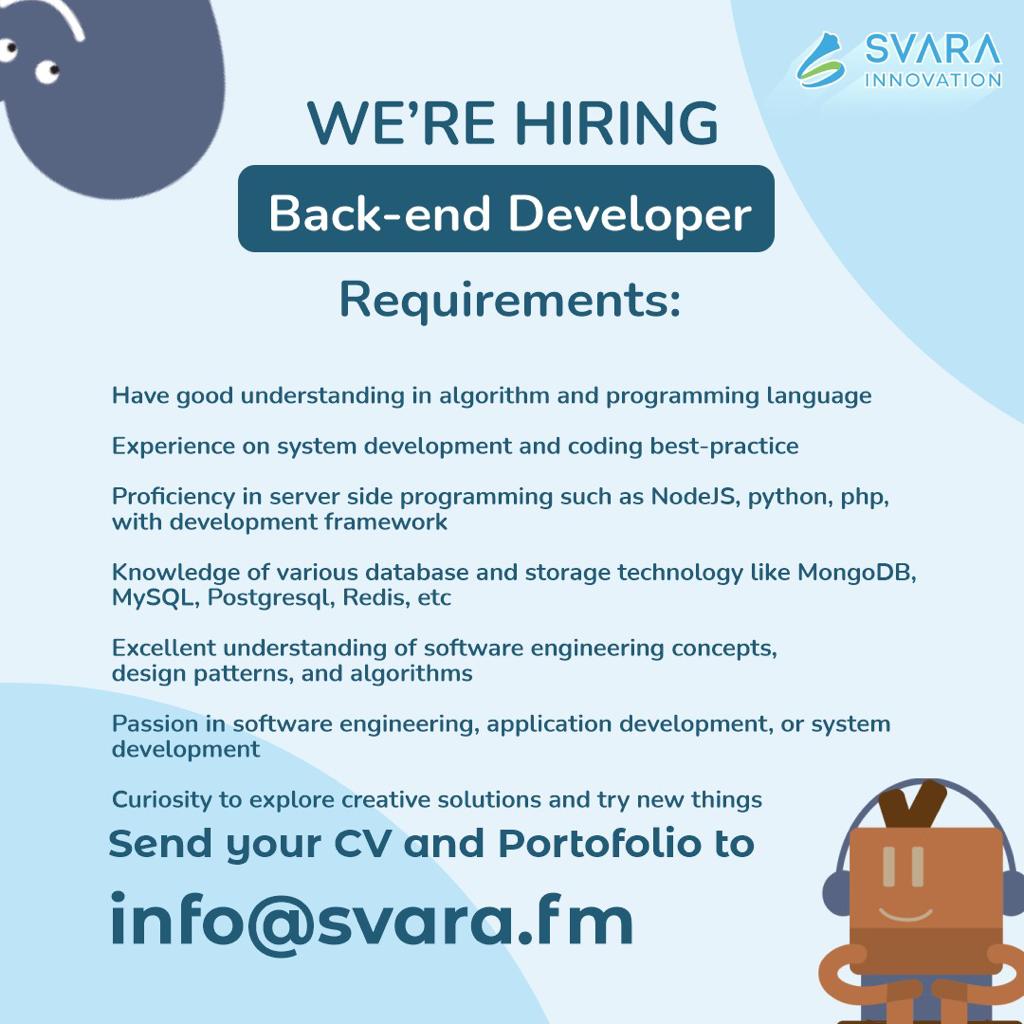 SVARA
INNOVATION
WE'RE HIRING
Back-end Developer
Requirements:
Have good understanding in algorithm and programming language
Experience on system development and coding best-practice
Proficiency in server side programming such as NodeJS, python, php,
with development framework
Knowledge of various database and storage technology like MongoDB,
MySQL, Postgresql, Redis, etc
Excellent understanding of software engineering concepts,
design patterns, and algorithms
Passion in software engineering, application development, or system
development
Curiosity to explore creative solutions and try new things
Send your CV and Portofolio to
info@svara.fm